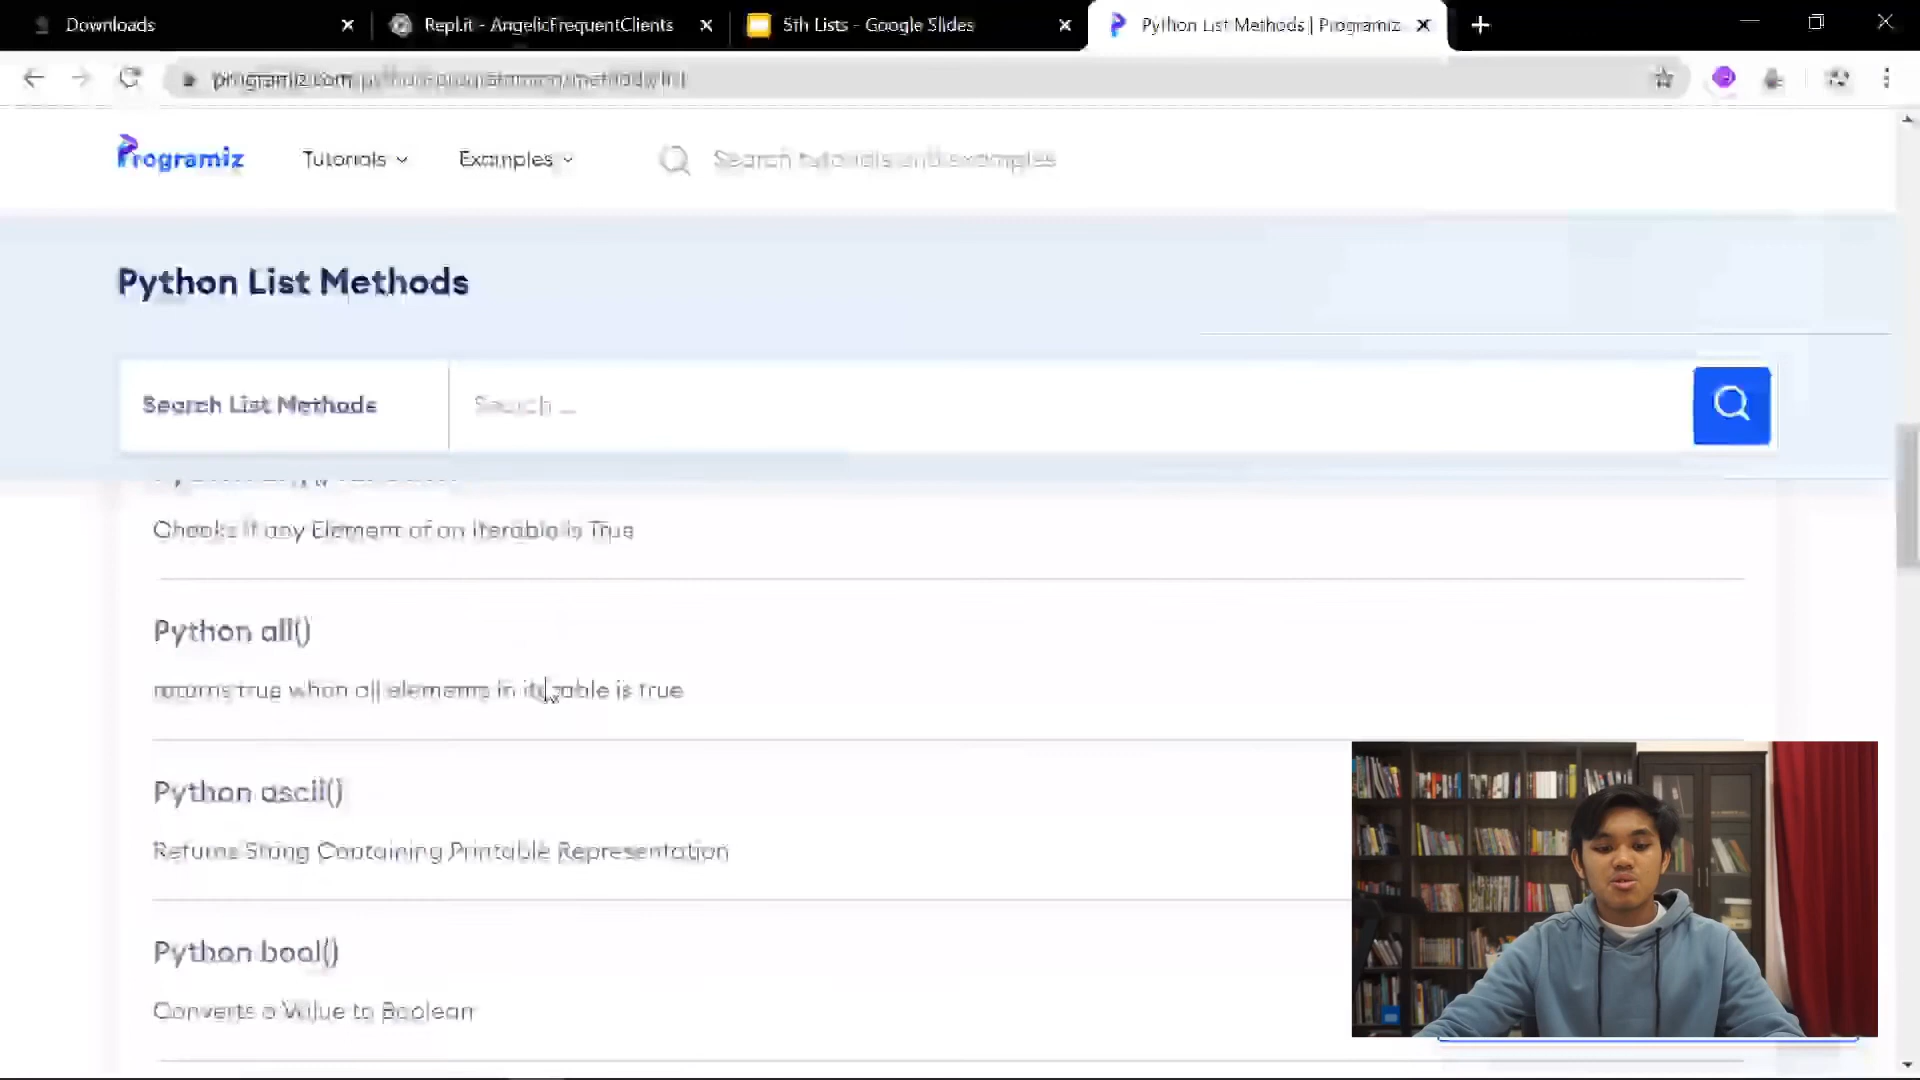 Downloads
Repl.it - AngelicFrequentClients
5th Lists - Google Slides
Python List Methods | Programiz
programiz.com/python-programming/methods/list
Programiz
Tutorials
Examples
Search tutorials and examples
Python List Methods
Search List Methods
Search ...
Checks if any Element of an Iterable is True
Python all()
returns true when all elements in iterable is true
Python ascii()
Returns String Containing Printable Representation
Python bool()
Converts a Value to Boolean